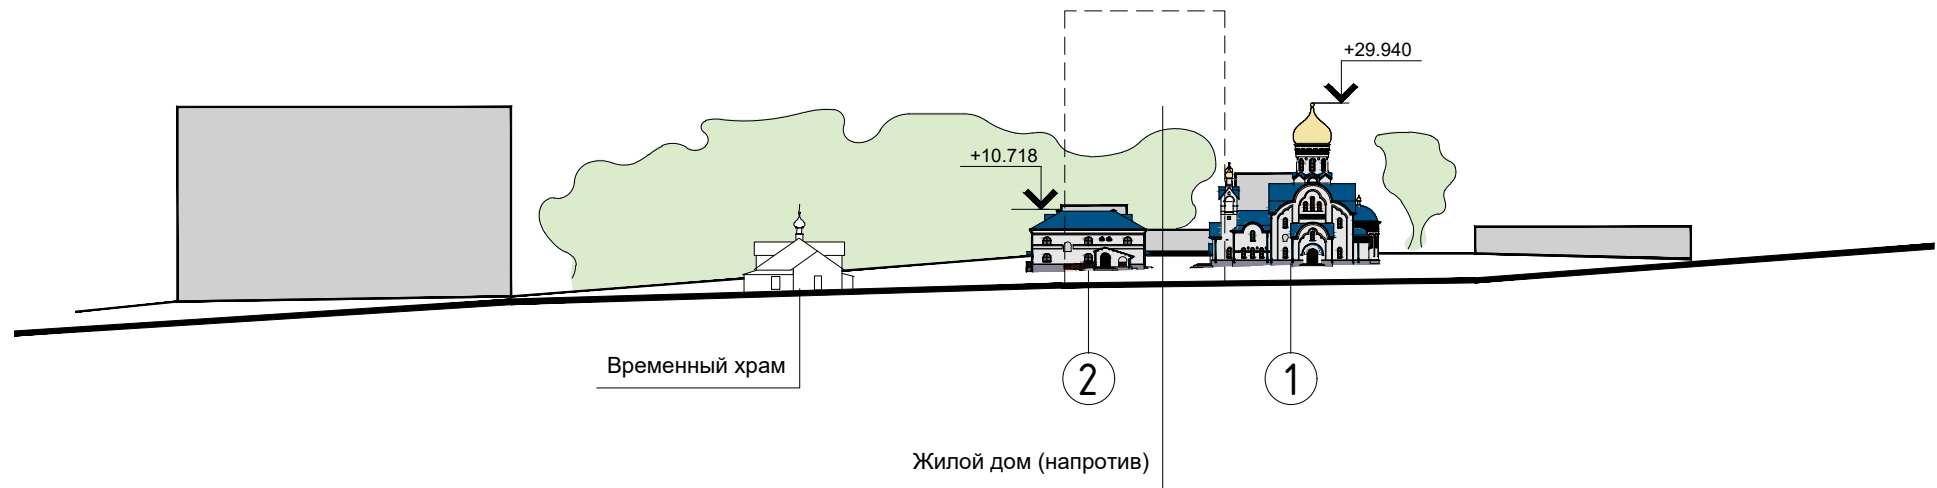 +29.940
+10.718
Временный храм
2
1
Жилой дом (напротив)